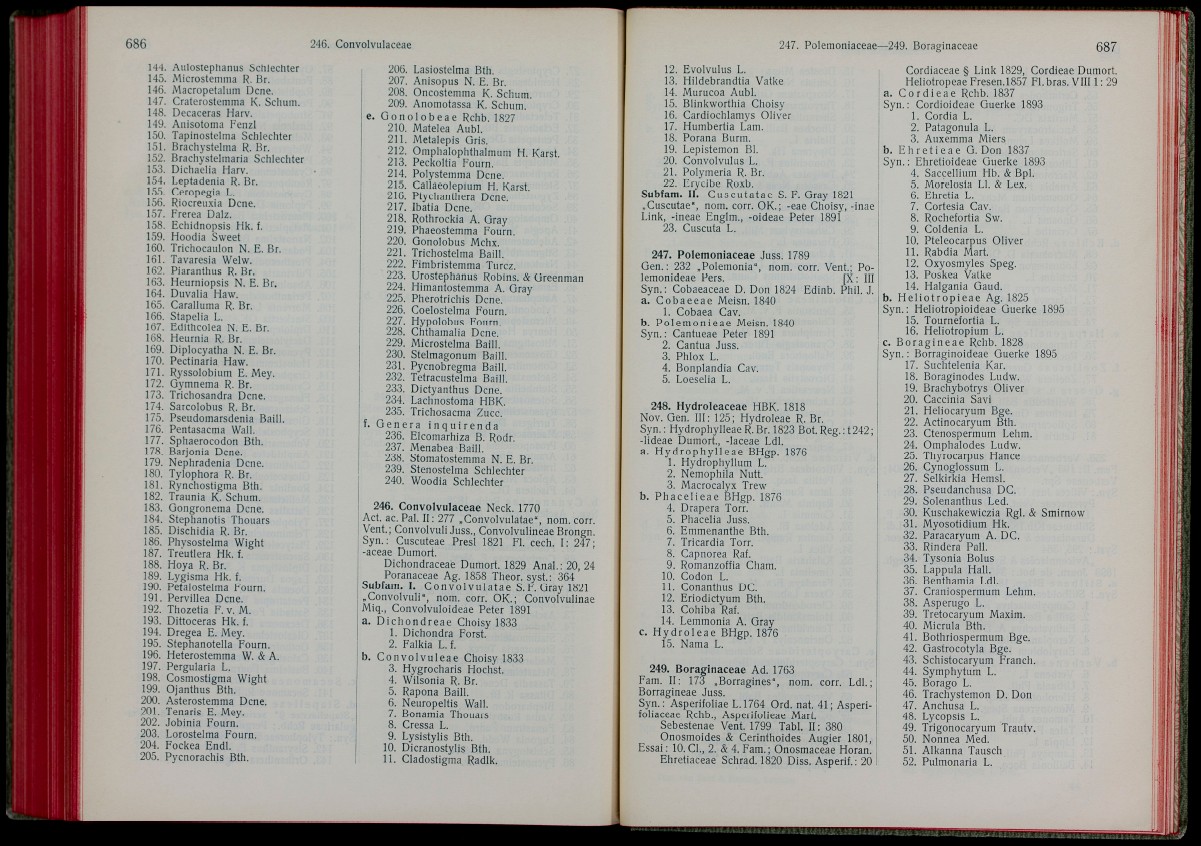 686
246. Convolvulaceae
144. Aulostephanus Schlechter
145. Microstemma R. Br.
146. Macropetalum Dcne.
147. Craterostemma K. Schum.
148. Decaceras Harv.
149. Anisotoma Fenzl
150. Tapinostelma Schlechter
151. Brachystelma R. Br.
152. Brachystelmaria Schlechter
153. Dichaelia Harv.
154. Leptadenia R. Br.
155. Ceropegia L.
156. Riocreuxia Dcne.
157. Frerea Dalz.
158. Echidnopsis Hk. f.
159. Hoodia Sweet
160. Trichocaulon N. E. Br.
161. Tavaresia Welw.
162. Piaranthus R. Br.
163. Heurniopsis N. E. Br.
164. Duvalia Haw.
165. Caralluma R. Br.
166. Stapelia L.
167. Edithcolea N. E. Br.
168. Heurnia R. Br.
169. Diplocyatha N. E. Br.
170. Pectinaria Haw.
171. Ryssolobium E. Mey.
172. Gymnema R. Br.
173. Trichosandra Dcne.
174. Sarcolobus R. Br.
175. Pseudomarsdenia Baill.
176. Pentasacma Wall.
177. Sphaerocodon Bth.
178. Barjonia Dcne.
179. Nephradenia Dcne.
180. Tylophora R. Br.
181. Rynchostigma Bth.
182. Traunia K. Schum.
183. Gongronema Dcne.
184. Stephanotis Thouars
185. Dischidia R. Br.
186. Physostelma Wight
187. Treutlera Hk. f.
188. Hoya R. Br.
189. Lygisma Hk. f.
190. Petalostelma Fourn.
191. Pervillea Dcne.
192. Thozetia F. v. M.
193. Dittoceras Hk. f.
194. Dregea E. Mey.
195. Stephanotella Fourn.
196. Heterostemma W. & A.
197. Pergularia L.
198. Cosmostigma Wight
199. Ojanthus Bth.
200. Asterostemma Dcne.
201. Tenaris E. Mey.
202. Jobinia Fourn.
203. Lorostelma Fourn.
204. Fockea Endl.
205. Pycnorachis Bth.
206. Lasiostelma Bth.
207. Anisopus N. E. Br.
208. Oncostemma K. Schum.
209. Anomotassa K. Schum.
e. Gonolobeae Rchb. 1827
210. Matelea Aubl.
211. Metalepis Gris.
212. Omphalophthalmum H. Karst.
213. Peckoltia Fourn.
214. Polystemma Dcne.
215. Callaeolepium H. Karst.
216. Ptychanthera Dcne.
217. Ibatia Dcne.
218. Rothrockia A. Gray
219. Phaeostemma Fourn.
220. Gonolobus Mchx.
221. Trichostelma Baill.
222. Fimbristemma Turcz.
223. Urostephanus Robins. & Greenman
224. Himantostemma A. Gray
225. Pherotrichis Dcne.
226. Coelostelma Fourn.
227. Hypolobus Fourn.
228. Chthamalia Dcne.
229. Microstelma Baill.
230. Stelmagonum Baill.
231. Pycnobregma Baill.
232. Tetracustelma Baill.
233. Dictyanthus Dcne.
234. Lachnostoma HBK.
235. Trichosacma Zucc.
f. Genera inquirenda
236. Elcomarhiza B. Rodr.
237. Menabea Baill.
238. Stomatostemma N. E. Br.
239. Stenostelma Schlechter
240. Woodia Schlechter
246. Convolvulaceae Neck. 1770
Act. ac. Pal. II: 277 „Convolvulatae“, nom. corr.
Vent.; Convolvuli Juss., Convolvulineae Brongn.
Syn.: Cuscuteae Presl 1821 Fl. cech. I: 247;
-aceae Dumort.
Dichondraceae Dumort. 1829 Anal.: 20, 24
Poranaceae Ag. 1858 Theor. syst.: 364
Subfam. I. Convolvulatae S. F. Gray 1821
„Convolvuli“, nom. corr. OK.; Convolvulinae
Miq., Convolvuloideae Peter 1891
a. Dichondreae Choisy 1833
1. Dichondra Forst.
2. Falkia L. f.
b. Convolvuleae Choisy 1833
3. Hygrocharis Hochst.
4. Wilsonia R. Br.
5. Rapona Baill.
6. Neuropeltis Wall.
7. Bonamia Thouars
8. Cressa L.
9. Lysistylis Bth.
10. Dicranostylis Bth.
11. Cladostigma Radlk.
247. Polemoniaceae—249. Boraginaceae
687
12. Evolvulus L.
13. Hildebrandtia Vatke
14. Murucoa Aubl.
15. Blinkworthia Choisy
16. Cardiochlamys Oliver
17. Humbertia Lam.
18. Porana Burm.
19. Lepistemon Bl.
20. Convolvulus L.
21. Polymeria R. Br.
22. Erycibe Roxb.
Subfam. II. Cuscutatae S. F. Gray 1821
„Cuscutae“, nom. corr. OK.; -eae Choisy, -inae
Link, -ineae Englm., -oideae Peter 1891
23. Cuscuta L.
247. Polemoniaceae Juss. 1789
Gen.: 232 „Polemonia“, nom. corr. Vent.; Po-
lemonideae Pers. [X: III
Syn.: Cobaeaceae D. Don 1824 Edinb. Phil. J.
a. Cobaeeae Meisn. 1840
1. Cobaea Cav.
b. Polemonieae Meisn. 1840
Syn.: Cantueae Peter 1891
2. Cantua Juss.
3. Phlox L.
4. Bonplandia Cav.
5. Loeselia L.
248. Hydroleaceae HBK. 1818
Nov. Gen. III: 125; Hydroleae R. Br.
Syn.: Hydrophylleae R. Br. 1823 Bot. Reg.: t 242;
-lideae Dumort., -laceae Ldl.
a. Hydrophylleae BHgp. 1876
1. Hydrophyllum L.
2. Nemophila Nutt.
3. Macrocalyx Trew
b. Phacelieae BHgp. 1876
4. Drapera Torr.
5. Phacelia Juss.
6. Emmenanthe Bth.
7. Tricardia Torr.
8. Capnorea Raf.
9. Romanzoffia Cham.
10. Codon L.
11. Conanthus DC.
12. Eriodictyum Bth.
13. Cohiba Raf.
14. Lemmonia A. Gray
c. Hydroleae BHgp. 1876
15. Nama L.
249. Boraginaceae Ad. 1763
Fam. II: 173 „Borragines“, nom. corr. Ldl.;
Borragineae Juss.
Syn.: Asperifoliae L. 1764 Ord. nat. 41; Asperi-
foliaceae Rchb., Asperifolieae Mart.
Sebestenae Vent. 1799 Tabl. II: 380
Onosmoides & Cerinthoides Augier 1801,
Essai: 10. Cl., 2. & 4. Fam.; Onosmaceae Horan.
Ehretiaceae Schrad. 1820 Diss. Asperif.: 20
Cordiaceae § Link 1829, Cordieae Dumort.
Heliotropeae Fresen. 1857 Fl. bras. VIII 1: 29
a. Cordieae Rchb. 1837
Syn.: Cordioideae Guerke 1893
1. Cordia L.
2. Patagonula L.
3. Auxemma Miers
b. Ehretieae G. Don 1837
Syn.: Ehretioideae Guerke 1893
4. Saccellium Hb. & Bpl.
5. Morelosia Ll. & Lex.
6. Ehretia L.
7. Cortesia Cav.
8. Rochefortia Sw.
9. Coldenia L.
10. Pteleocarpus Oliver
11. Rabdia Mart.
12. Oxyosmyles Speg.
13. Poskea Vatke
14. Halgania Gaud.
b. Heliotropieae Ag. 1825
Syn.: Heliotropioideae Guerke 1895
15. Tournefortia L.
16. Heliotropium L.
c. Boragineae Rchb. 1828
Syn.: Borraginoideae Guerke 1895
17. Suchtelenia Kar.
18. Boraginodes Ludw.
19. Brachybotrys Oliver
20. Caccinia Savi
21. Heliocaryum Bge.
22. Actinocaryum Bth.
23. Ctenospermum Lehm.
24. Omphalodes Ludw.
25. Thyrocarpus Hance
26. Cynoglossum L.
27. Selkirkia Hemsl.
28. Pseudanchusa DC.
29. Solenanthus Led.
30. Kuschakewiczia Rgl. & Smirnow
31. Myosotidium Hk.
32. Paracaryum A. DC.
33. Rindera Pall.
34. Tysonia Bolus
35. Lappula Hall.
36. Benthamia Ldl.
37. Craniospermum Lehm.
38. Asperugo L.
39. Tretocaryum Maxim.
40. Micrula Bth.
41. Bothriospermum Bge.
42. Gastrocotyla Bge.
43. Schistocaryum Franch.
44. Symphytum L.
45. Borago L.
46. Trachystemon D. Don
47. Anchusa L.
48. Lycopsis L.
49. Trigonocaryum Trautv.
50. Nonnea Med.
51. Alkanna Tausch
52. Pulmonaria L.